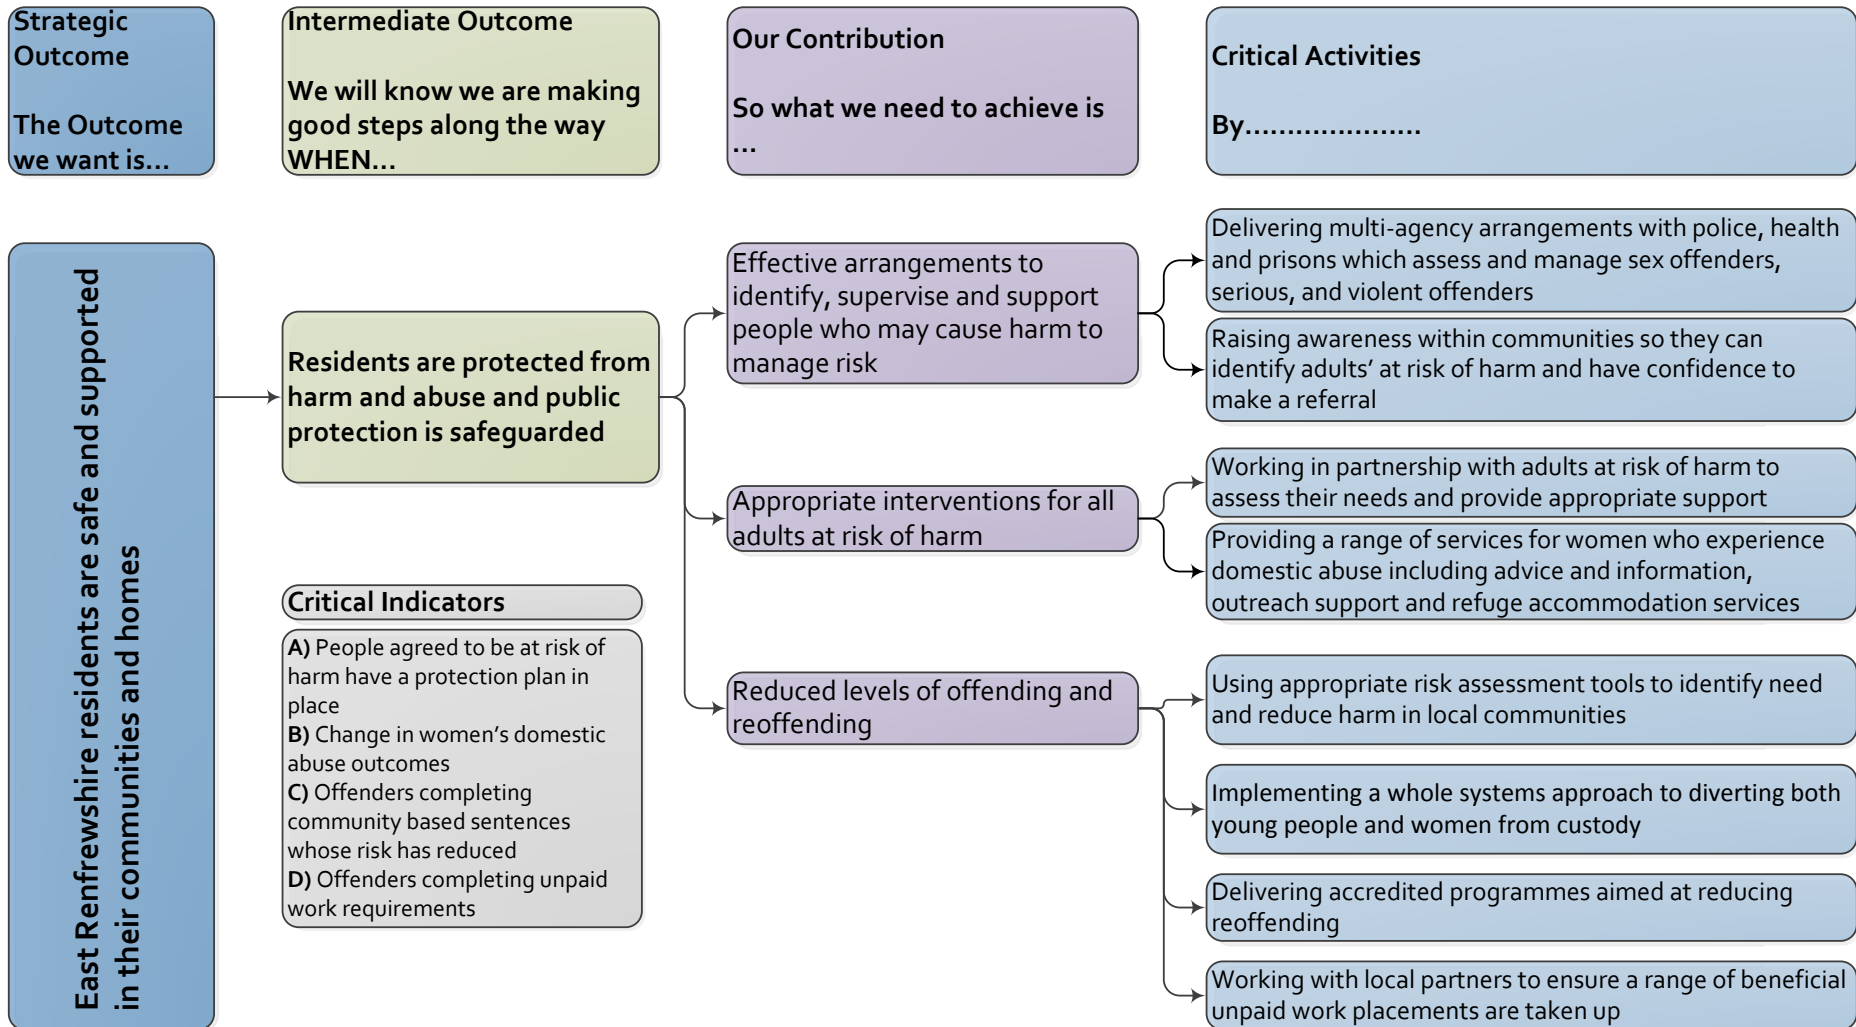 Strategic
Outcome
The Outcome
we want is...
Intermediate Outcome
We will know we are making
good steps along the way
WHEN...
Our Contribution
So what we need to achieve is
...
Critical Activities
By.....................
East Renfrewshire residents are safe and supported
in their communities and homes
Residents are protected from
harm and abuse and public
protection is safeguarded
Critical Indicators
A) People agreed to be at risk of
harm have a protection plan in
place
B) Change in women's domestic
abuse outcomes
C) Offenders completing
community based sentences
whose risk has reduced
D) Offenders completing unpaid
work requirements
Effective arrangements to
identify, supervise and support
people who may cause harm to
manage risk
Appropriate interventions for all
adults at risk of harm
Reduced levels of offending and
reoffending
Delivering multi-agency arrangements with police, health
and prisons which assess and manage sex offenders,
serious, and violent offenders
Raising awareness within communities so they can
identify adults' at risk of harm and have confidence to
make a referral
Working in partnership with adults at risk of harm to
assess their needs and provide appropriate support
Providing a range of services for women who experience
domestic abuse including advice and information,
outreach support and refuge accommodation services
Using appropriate risk assessment tools to identify need
and reduce harm in local communities
Implementing a whole systems approach to diverting both
young people and women from custody
Delivering accredited programmes aimed at reducing
reoffending
Working with local partners to ensure a range of beneficial
unpaid work placements are taken up